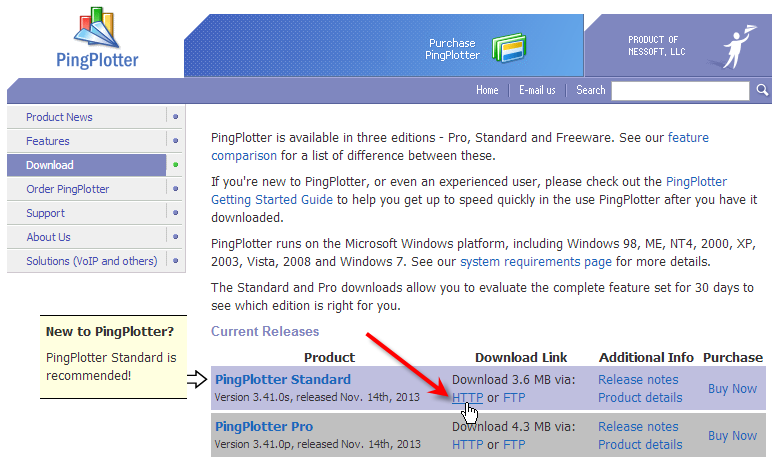 PingPlotter
Purchase
PingPlotter
PRODUCT OF
NESSOFT, LLC
Home
E-mail us
Search
Product News
Features
Download
Order PingPlotter
Support
About Us
Solutions (VoIP and others)
New to PingPlotter?
PingPlotter Standard is
recommended!
PingPlotter is available in three editions - Pro, Standard and Freeware. See our feature
comparison for a list of difference between these.
If you're new to PingPlotter, or even an experienced user, please check out the PingPlotter
Getting Started Guide to help you get up to speed quickly in the use PingPlotter after you have it
downloaded.
PingPlotter runs on the Microsoft Windows platform, including Windows 98, ME, NT4, 2000, XP,
2003, Vista, 2008 and Windows 7. See our system requirements page for more details.
The Standard and Pro downloads allow you to evaluate the complete feature set for 30 days to
see which edition is right for you.
Current Releases
Product Download Link Additional Info Purchase
PingPlotter Standard Download 3.6 MB via: Release notes
Version 3.41.0s, released Nov. 14th, 2013 HTTP or FTP Product details Buy Now
PingPlotter Pro Download 4.3 MB via: Release notes
Version 3.41.0p, released Nov. 14th, 2013 HTTP or FTP Product details Buy Now